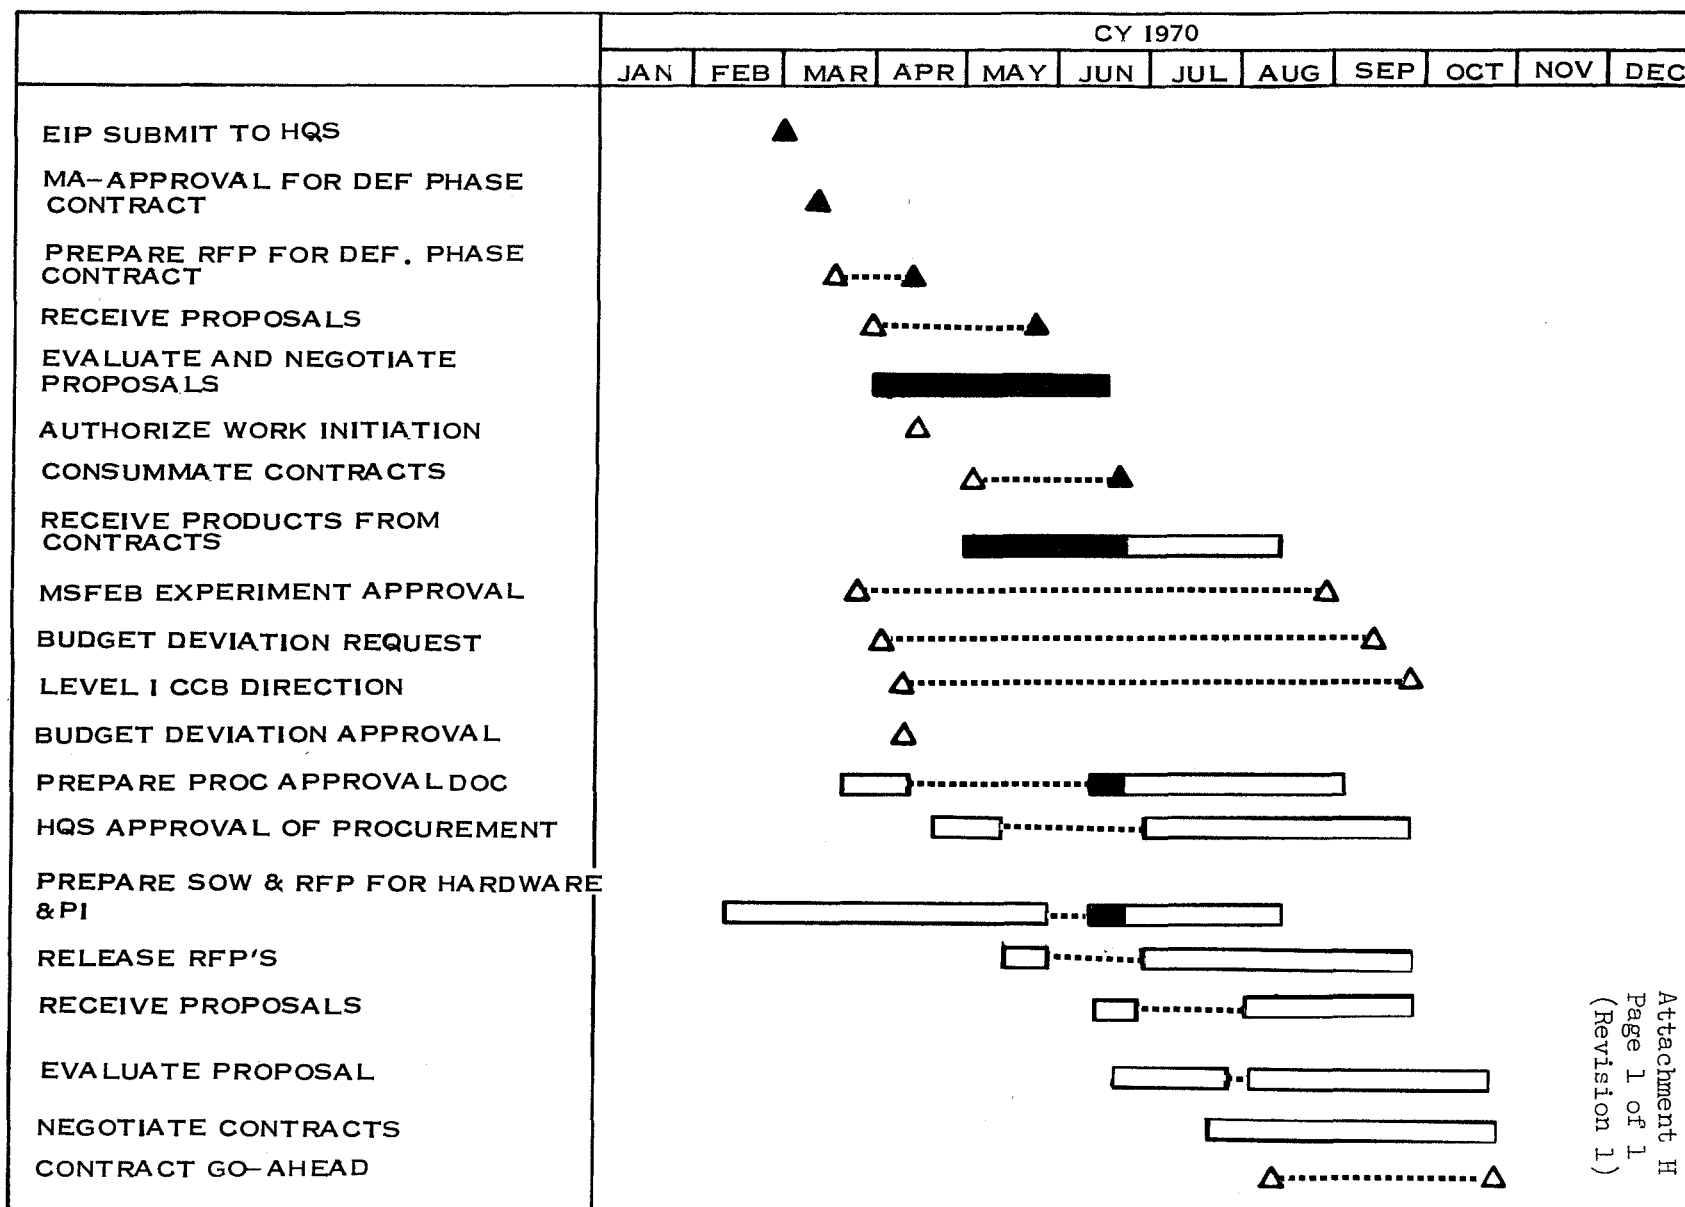 CY 1970
JAN FEB MAR APR MAY JUN JUL AUG SEP OCT NOV DEC
EIP SUBMIT TO HQS
MA-APPROVAL FOR DEF PHASE
CONTRACT
PREPARE RFP FOR DEF. PHASE
CONTRACT
RECEIVE PROPOSALS
EVALUATE AND NEGOTIATE
PROPOSALS
AUTHORIZE WORK INITIATION
CONSUMMATE CONTRACTS
RECEIVE PRODUCTS FROM
CONTRACTS
MSFEB EXPERIMENT APPROVAL
BUDGET DEVIATION REQUEST
LEVEL I CCB DIRECTION
BUDGET DEVIATION APPROVAL
PREPARE PROC APPROVAL DOC
HQS APPROVAL OF PROCUREMENT
PREPARE SOW & RFP FOR HARDWARE
& PI
RELEASE RFP'S
RECEIVE PROPOSALS
EVALUATE PROPOSAL
NEGOTIATE CONTRACTS
CONTRACT GO-AHEAD
Attachment H
Page 1 of 1
(Revision 1)